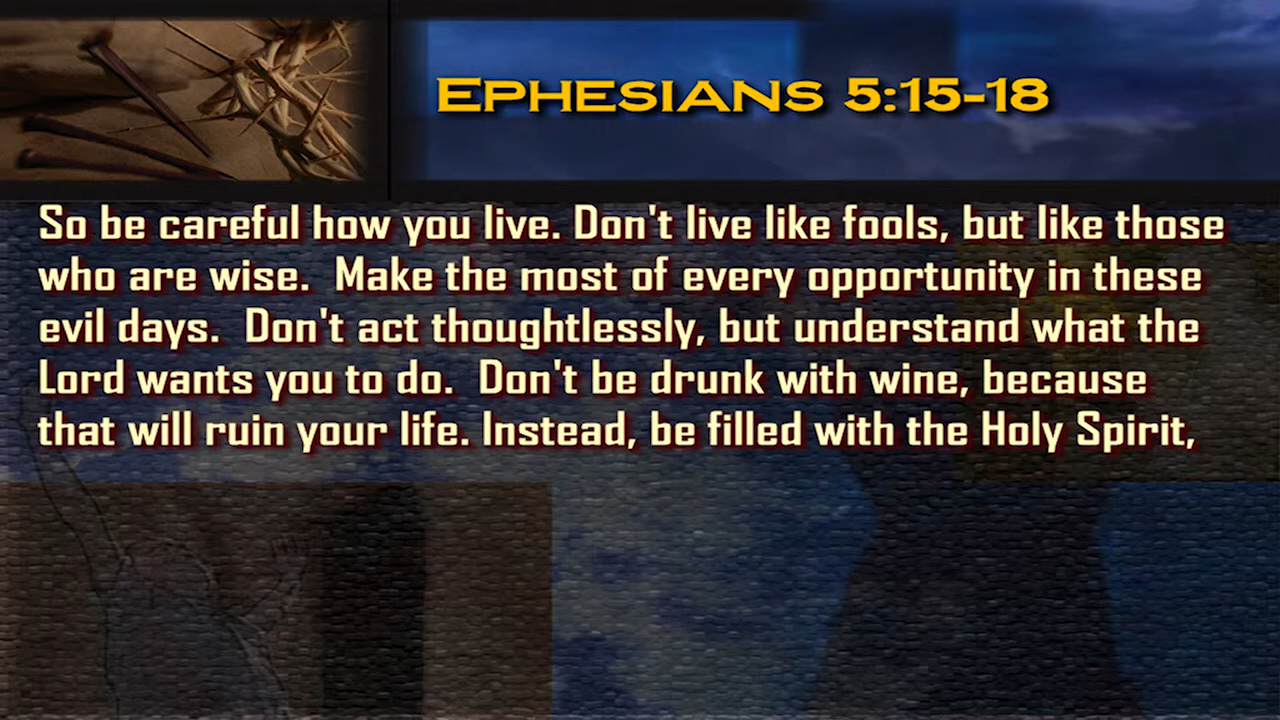 EPHESIANS 5:15-18
So be careful how you live. Don't live like fools, but like those
who are wise.  Make the most of every opportunity in these
evil days.  Don't act thoughtlessly, but understand what the
Lord wants you to do.  Don't be drunk with wine, because
that will ruin your life. Instead, be filled with the Holy Spirit,